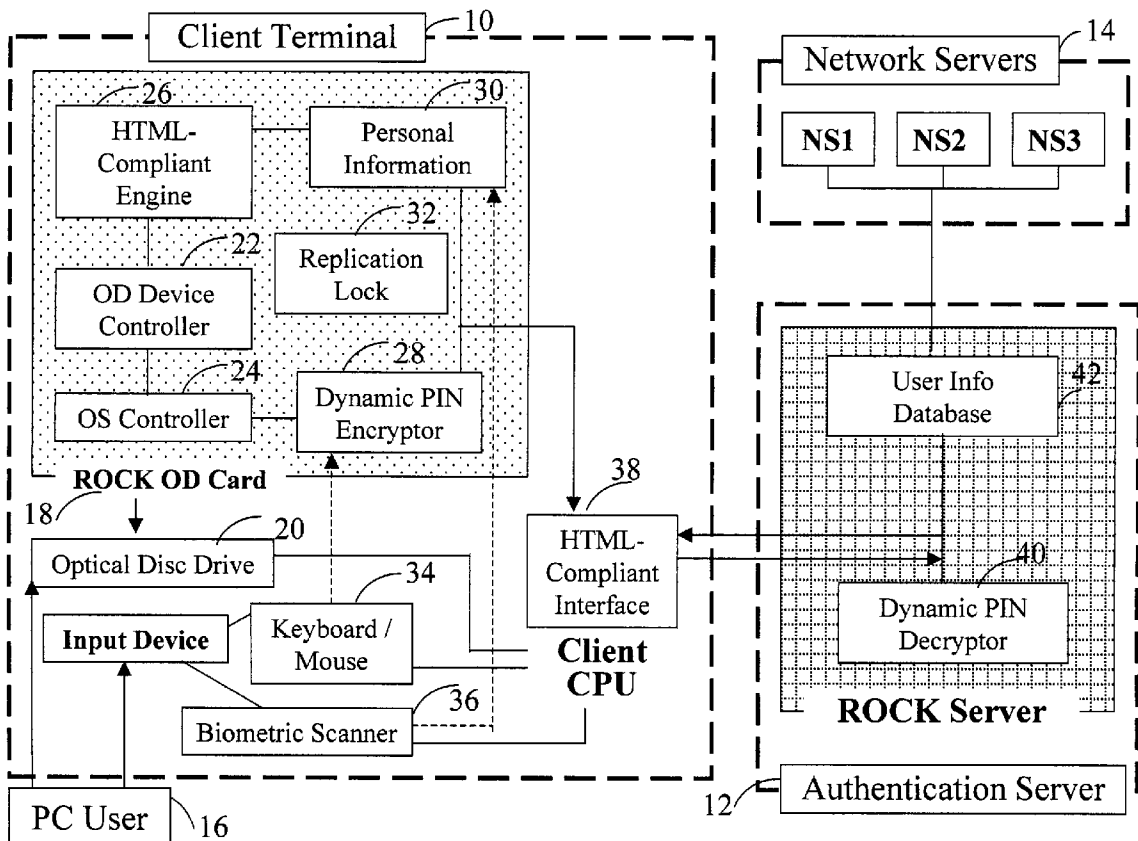 Client Terminal
10
26
HTML-
Compliant
Engine
30
Personal
Information
32
Replication
Lock
22
OD Device
Controller
24
OS Controller
28
Dynamic PIN
Encryptor
ROCK OD Card
18
20
Optical Disc Drive
34
Input Device
Keyboard /
Mouse
36
Biometric Scanner
38
HTML-
Compliant
Interface
Client
CPU
PC User
16
Network Servers
14
NS1
NS2
NS3
User Info
Database
42
40
Dynamic PIN
Decryptor
ROCK Server
12
Authentication Server